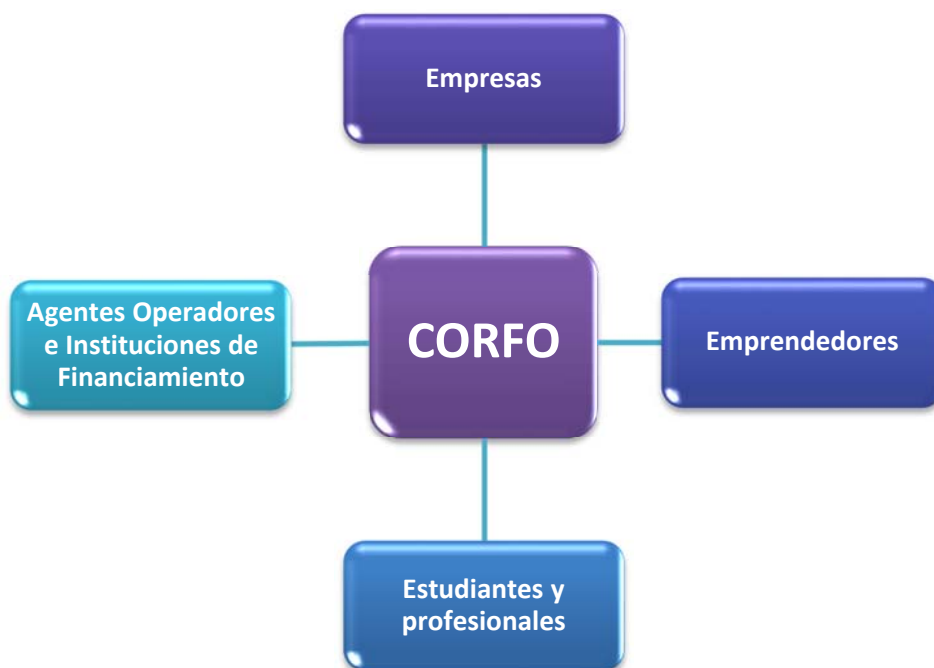 Empresas
Agentes Operadores
e Instituciones de
Financiamiento
CORFO
Emprendedores
Estudiantes y
profesionales